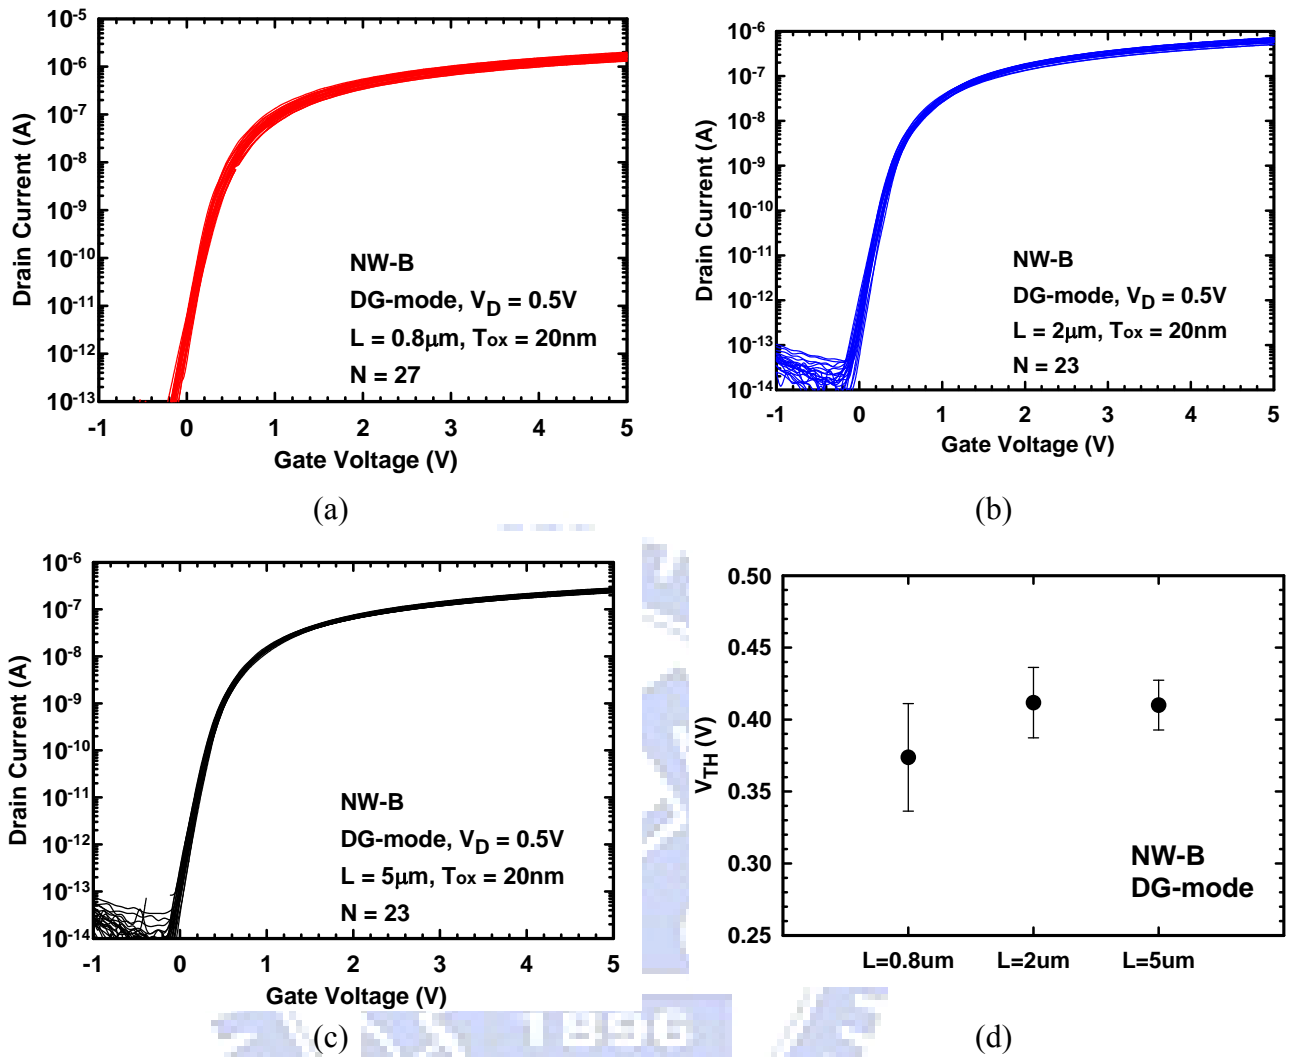 10^-5
10^-6
10^-7
10^-8
10^-9
10^-10
10^-11
10^-12
10^-13
Drain Current (A)
NW-B
DG-mode, V_D = 0.5V
L = 0.8μm, Tox = 20nm
N = 27
-1 0 1 2 3 4 5
Gate Voltage (V)
(a)
10^-6
10^-7
10^-8
10^-9
10^-10
10^-11
10^-12
10^-13
10^-14
Drain Current (A)
NW-B
DG-mode, V_D = 0.5V
L = 2μm, Tox = 20nm
N = 23
-1 0 1 2 3 4 5
Gate Voltage (V)
(b)
10^-6
10^-7
10^-8
10^-9
10^-10
10^-11
10^-12
10^-13
10^-14
Drain Current (A)
NW-B
DG-mode, V_D = 0.5V
L = 5μm, Tox = 20nm
N = 23
-1 0 1 2 3 4 5
Gate Voltage (V)
(c)
0.50
0.45
0.40
0.35
0.30
0.25
V_TH (V)
NW-B
DG-mode
L=0.8um L=2um L=5um
(d)
1896